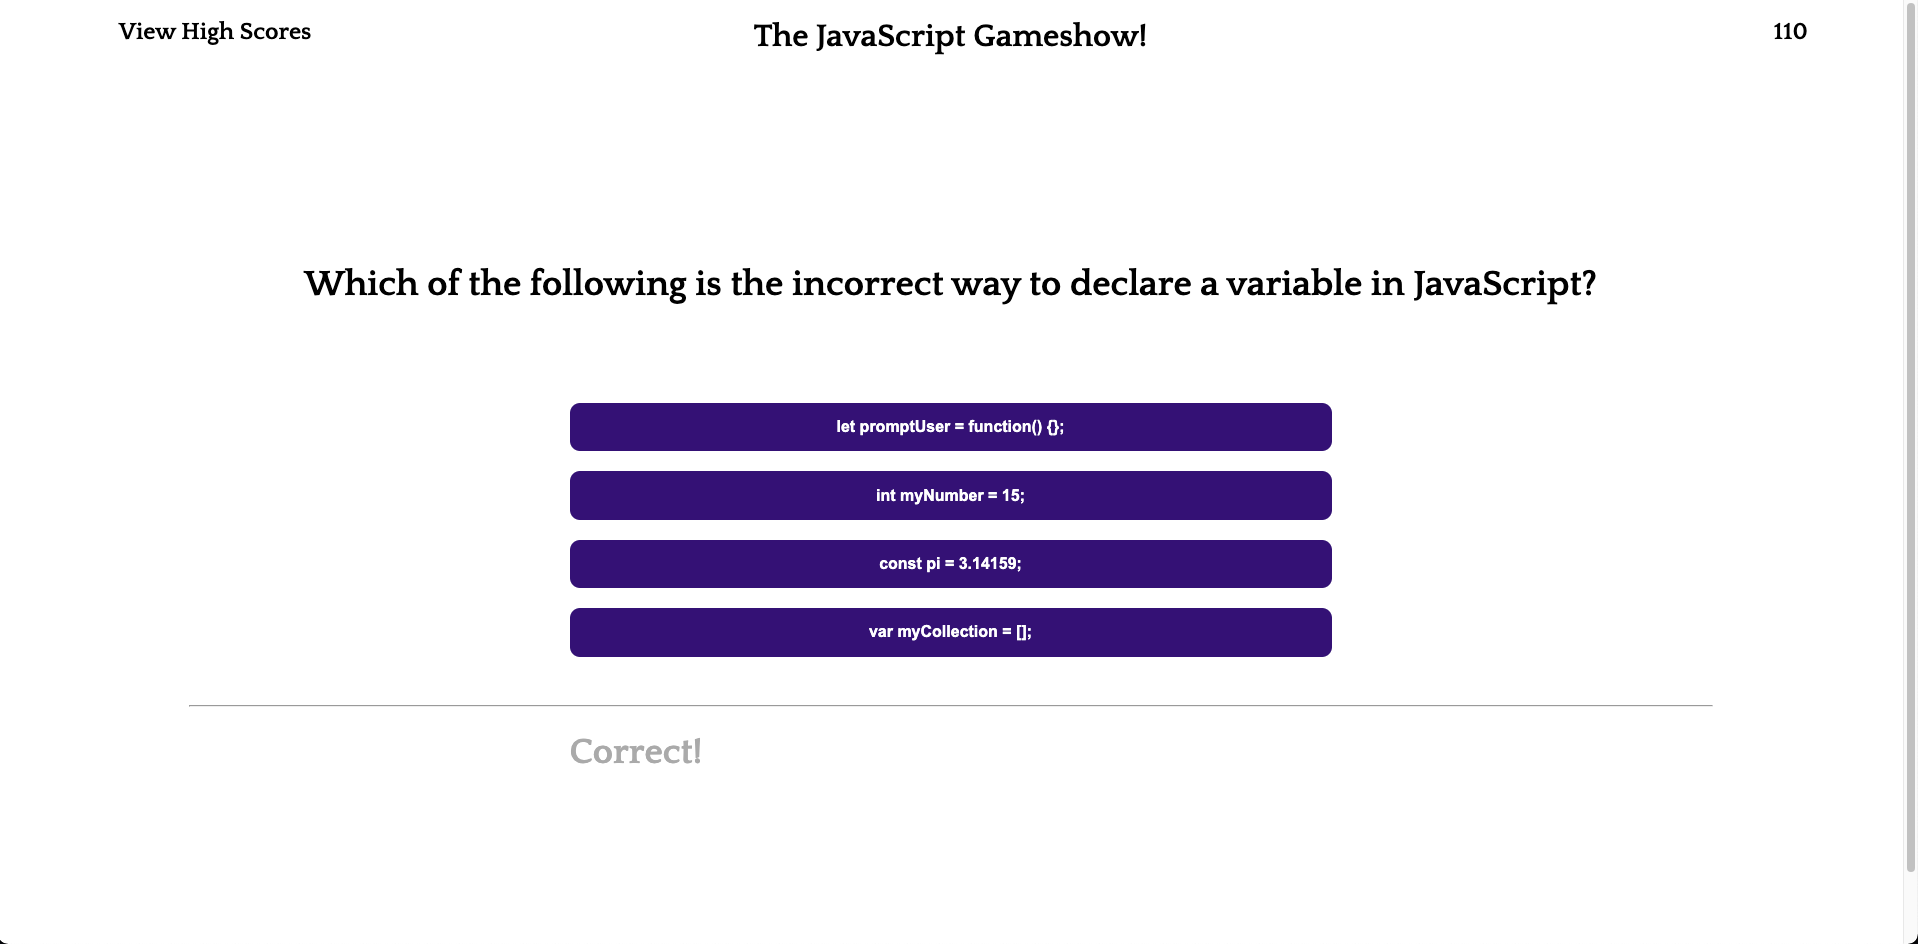 View High Scores
The JavaScript Gameshow!
110
Which of the following is the incorrect way to declare a variable in JavaScript?
let promptUser = function() {};
int myNumber = 15;
const pi = 3.14159;
var myCollection = [];
Correct!